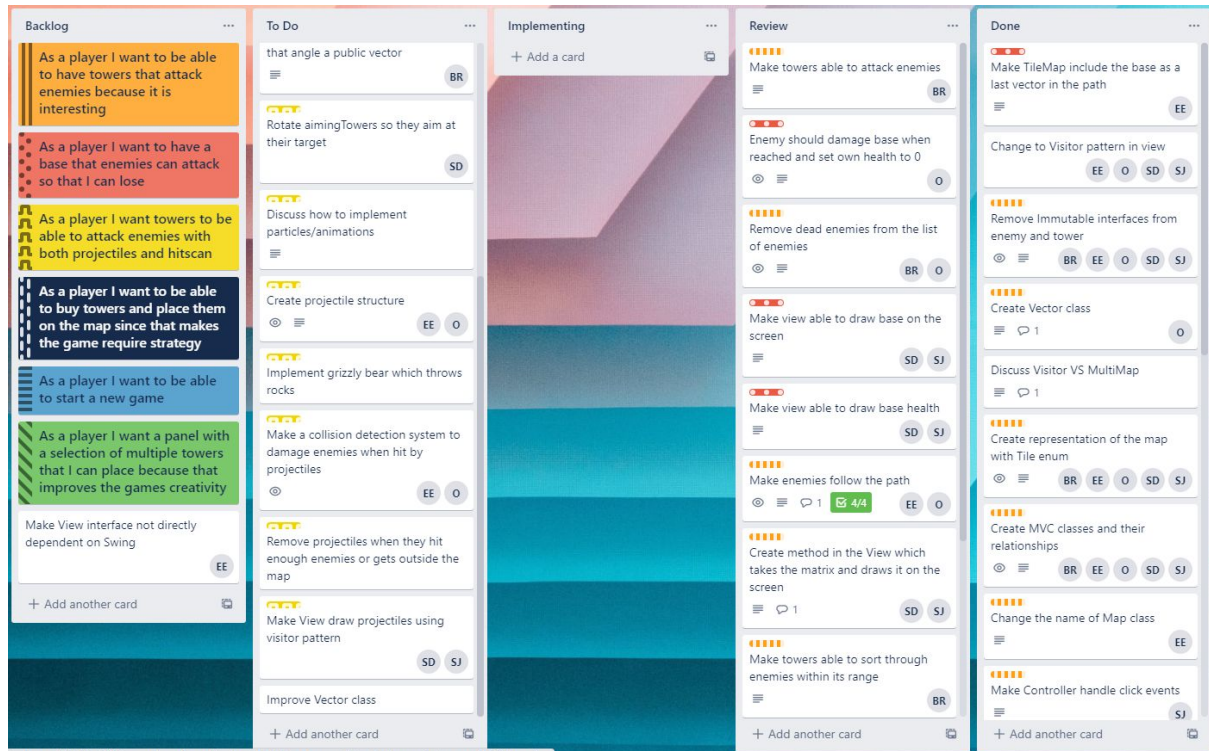 Backlog
As a player I want to be able
to have towers that attack
enemies because it is
interesting
As a player I want to have a
base that enemies can attack
so that I can lose
As a player I want towers to be
able to attack enemies with
both projectiles and hitscan
As a player I want to be able
to buy towers and place them
on the map since that makes
the game require strategy
As a player I want to be able
to start a new game
As a player I want a panel with
a selection of multiple towers
that I can place because that
improves the games creativity
Make View interface not directly
dependent on Swing
EE
+ Add another card
To Do
that angle a public vector
BR
Rotate aimingTowers so they aim at
their target
SD
Discuss how to implement
particles/animations
Create projectile structure
EE O
Implement grizzly bear which throws
rocks
Make a collision detection system to
damage enemies when hit by
projectiles
EE O
Remove projectiles when they hit
enough enemies or gets outside the
map
Make View draw projectiles using
visitor pattern
SD SJ
Improve Vector class
+ Add another card
Implementing
+ Add a card
Review
Make towers able to attack enemies
BR
Enemy should damage base when
reached and set own health to 0
O
Remove dead enemies from the list
of enemies
BR O
Make view able to draw base on the
screen
SD SJ
Make view able to draw base health
SD SJ
Make enemies follow the path
1 4/4 EE O
Create method in the View which
takes the matrix and draws it on the
screen
1 SD SJ
Make towers able to sort through
enemies within its range
BR
+ Add another card
Done
Make TileMap include the base as a
last vector in the path
EE
Change to Visitor pattern in view
EE O SD SJ
Remove Immutable interfaces from
enemy and tower
BR EE O SD SJ
Create Vector class
1 O
Discuss Visitor VS MultiMap
1
Create representation of the map
with Tile enum
BR EE O SD SJ
Create MVC classes and their
relationships
BR EE O SD SJ
Change the name of Map class
EE
Make Controller handle click events
SJ
+ Add another card